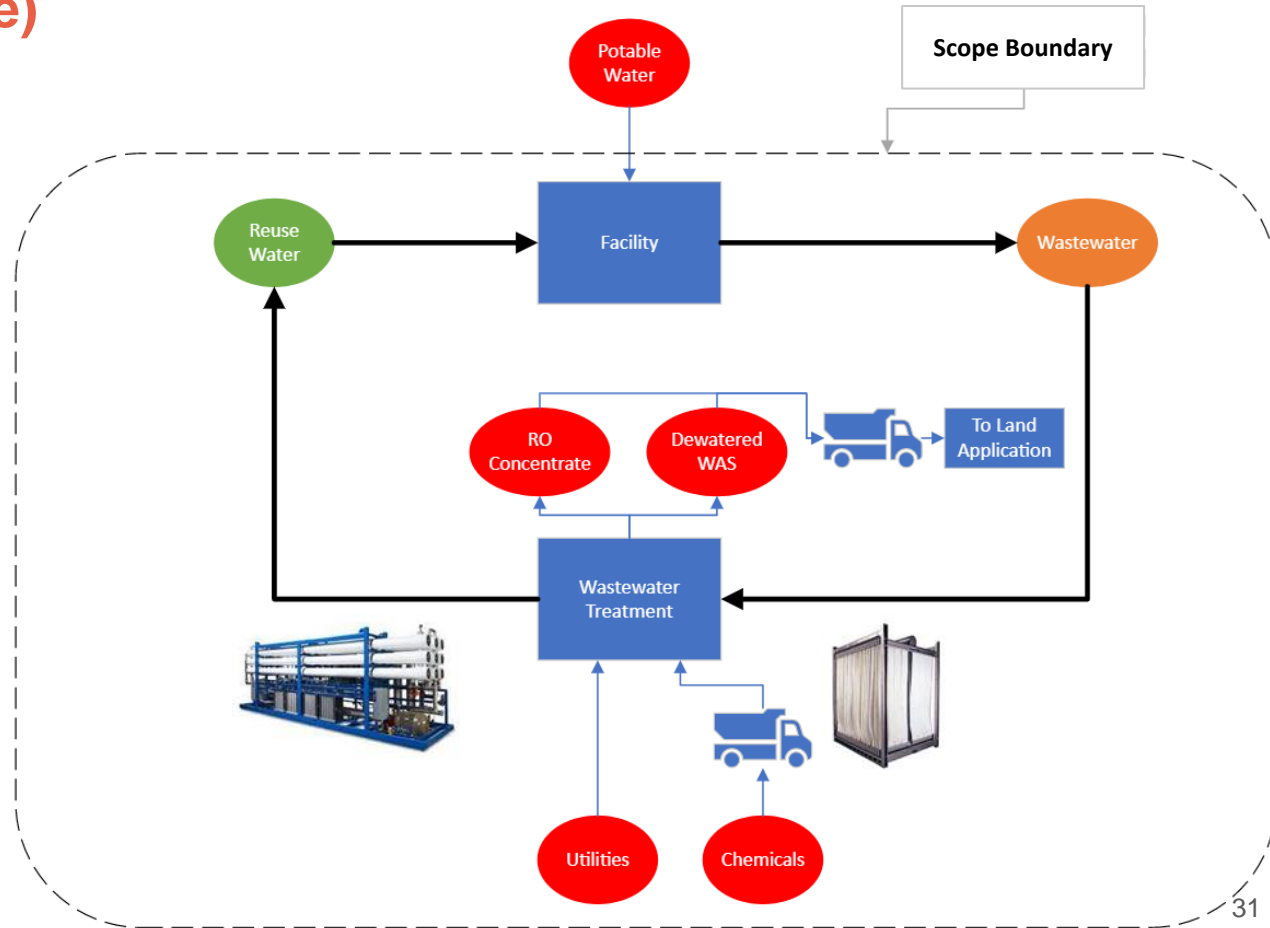 e)
Potable
Water
Scope Boundary
Reuse
Water
Facility
Wastewater
RO
Concentrate
Dewatered
WAS
To Land
Application
Wastewater
Treatment
Utilities
Chemicals
31